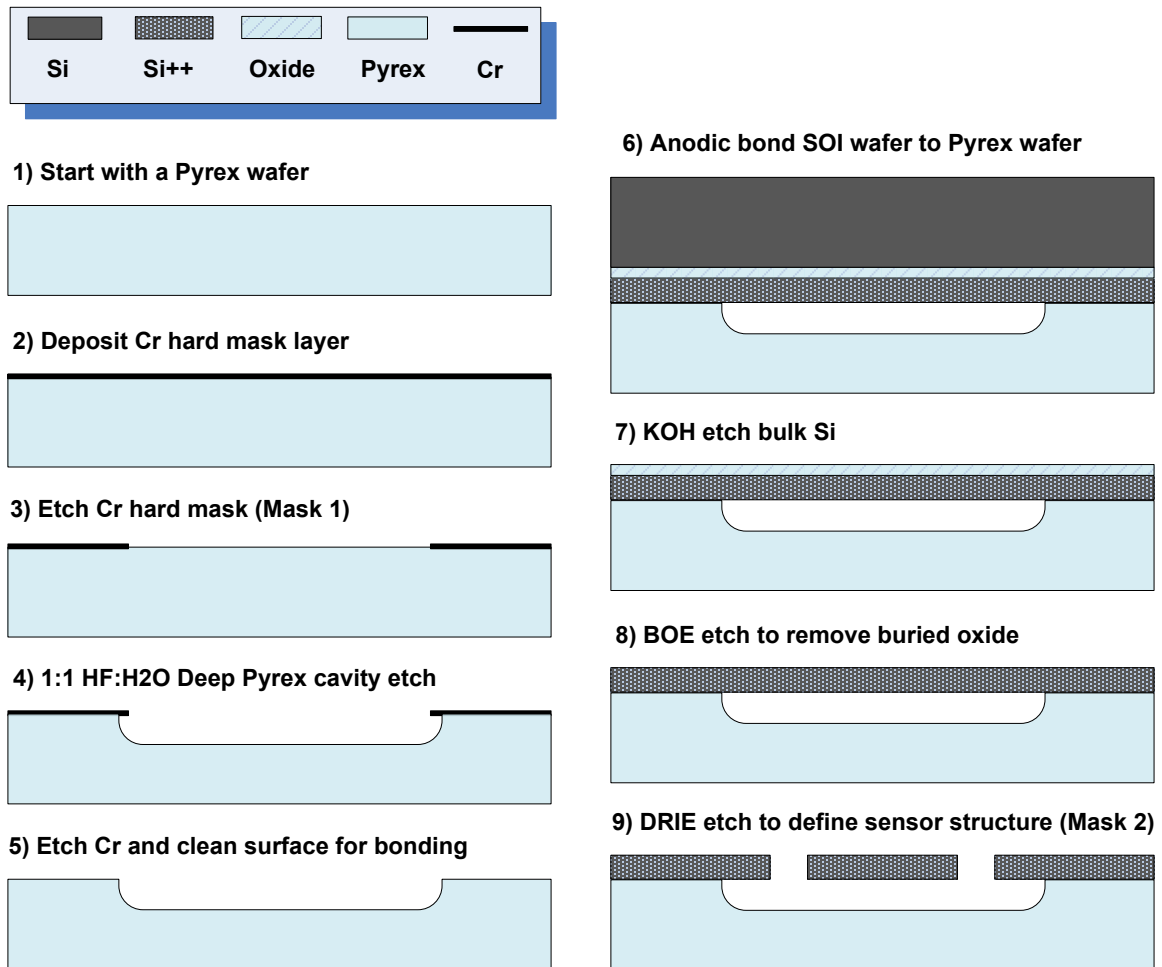 Si Si++ Oxide Pyrex Cr
1) Start with a Pyrex wafer
2) Deposit Cr hard mask layer
3) Etch Cr hard mask (Mask 1)
4) 1:1 HF:H2O Deep Pyrex cavity etch
5) Etch Cr and clean surface for bonding
6) Anodic bond SOI wafer to Pyrex wafer
7) KOH etch bulk Si
8) BOE etch to remove buried oxide
9) DRIE etch to define sensor structure (Mask 2)